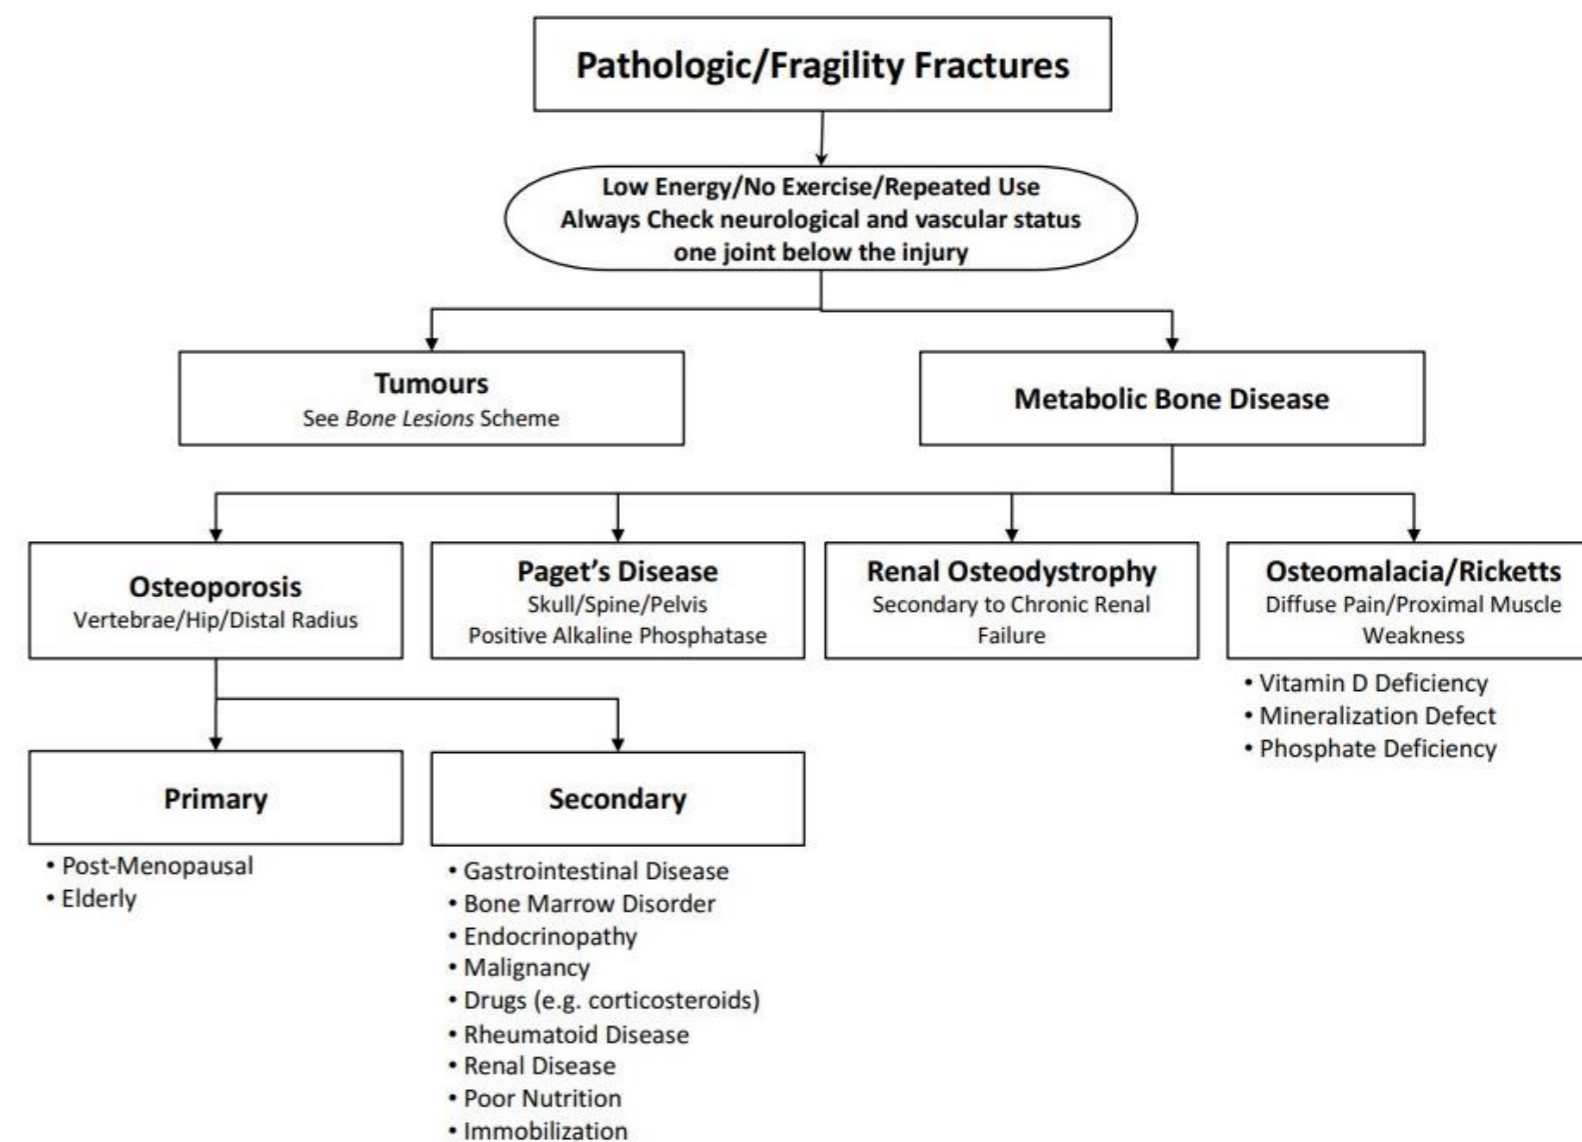 Pathologic/Fragility Fractures
Low Energy/No Exercise/Repeated Use
Always Check neurological and vascular status
one joint below the injury
Tumours
See Bone Lesions Scheme
Metabolic Bone Disease
Osteoporosis
Vertebrae/Hip/Distal Radius
Paget's Disease
Skull/Spine/Pelvis
Positive Alkaline Phosphatase
Renal Osteodystrophy
Secondary to Chronic Renal
Failure
Osteomalacia/Ricketts
Diffuse Pain/Proximal Muscle
Weakness
• Vitamin D Deficiency
• Mineralization Defect
• Phosphate Deficiency
Primary
• Post-Menopausal
• Elderly
Secondary
• Gastrointestinal Disease
• Bone Marrow Disorder
• Endocrinopathy
• Malignancy
• Drugs (e.g. corticosteroids)
• Rheumatoid Disease
• Renal Disease
• Poor Nutrition
• Immobilization